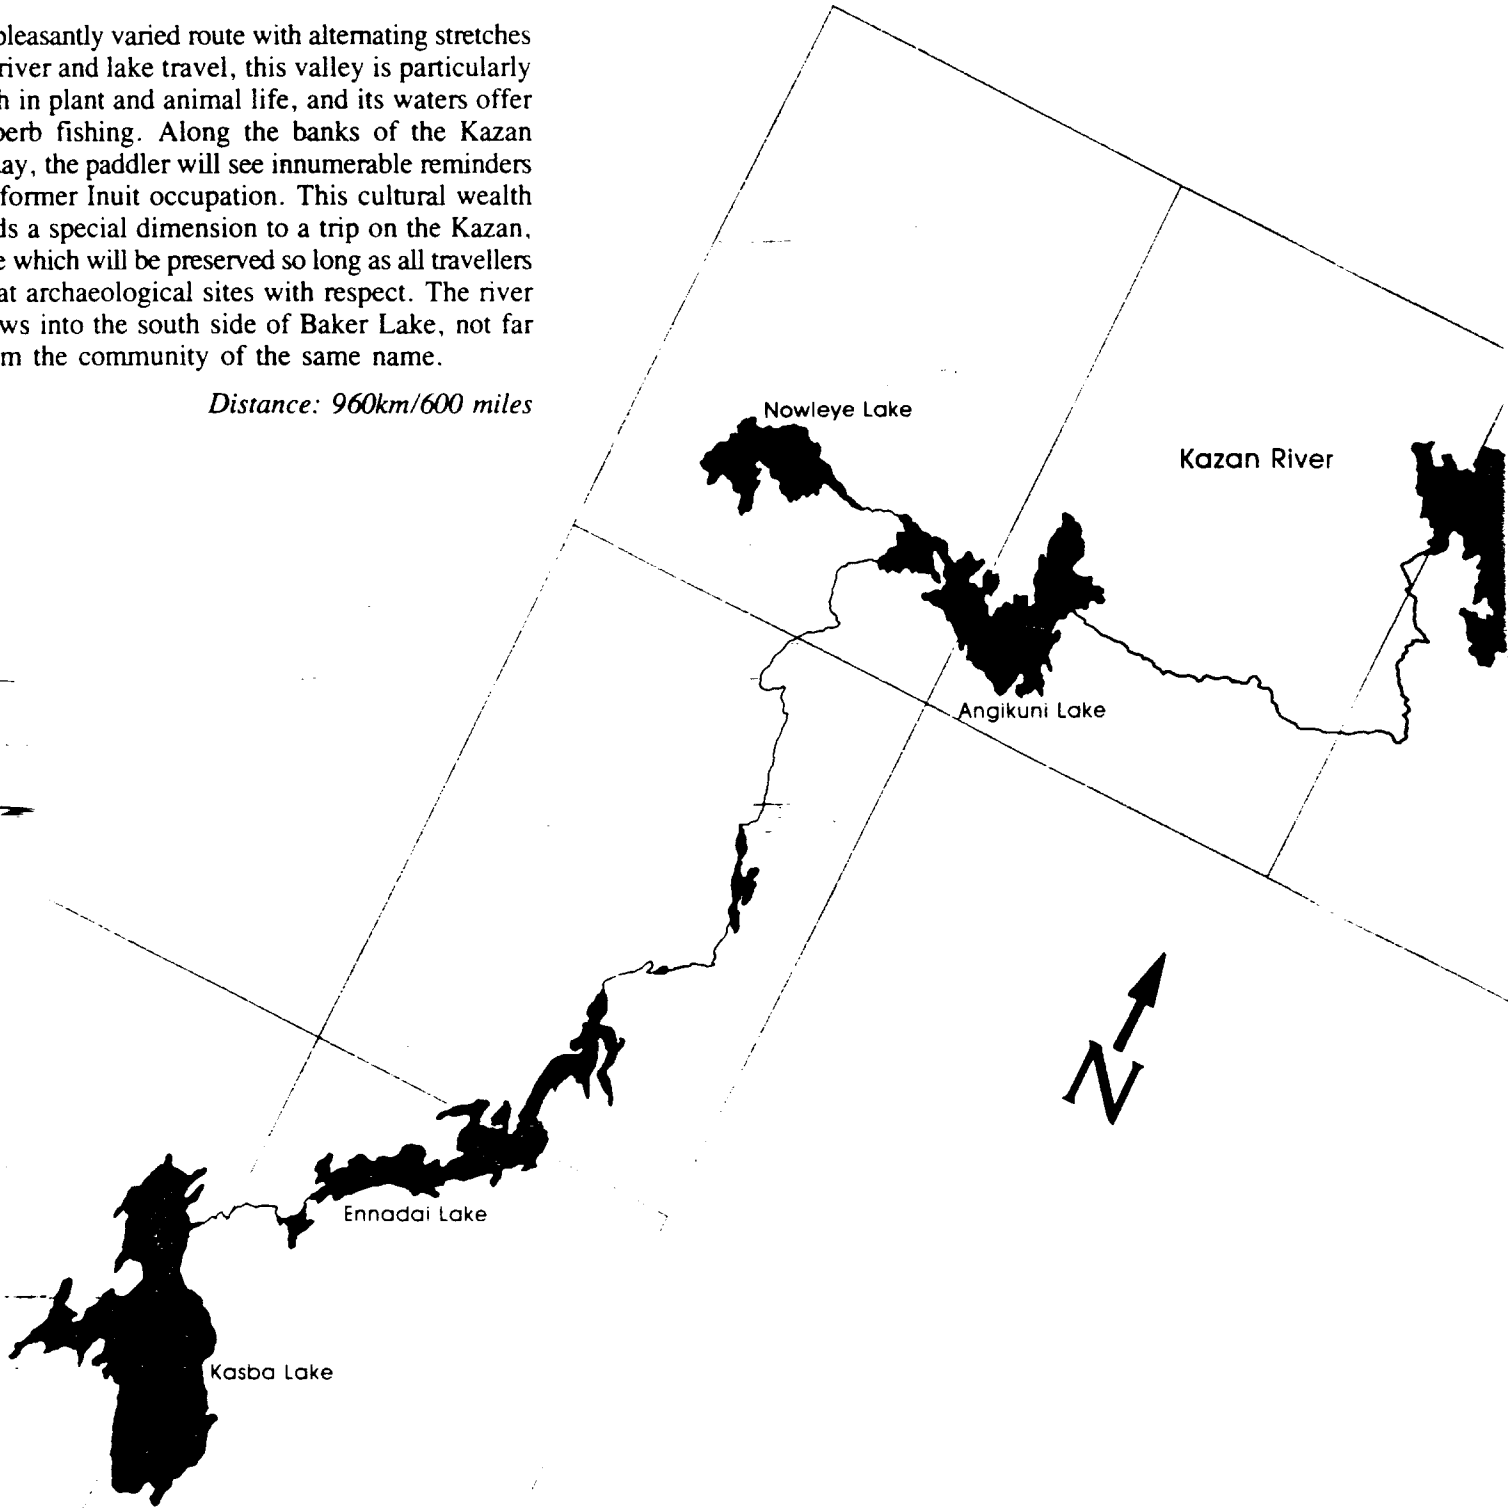 pleasantly varied route with alternating stretches
river and lake travel, this valley is particularly
h in plant and animal life, and its waters offer
perb fishing. Along the banks of the Kazan
ay, the paddler will see innumerable reminders
former Inuit occupation. This cultural wealth
ds a special dimension to a trip on the Kazan,
e which will be preserved so long as all travellers
at archaeological sites with respect. The river
ws into the south side of Baker Lake, not far
m the community of the same name.
Distance: 960km/600 miles
Nowleye Lake
Kazan River
Angikuni Lake
N
Ennadai Lake
Kasba Lake